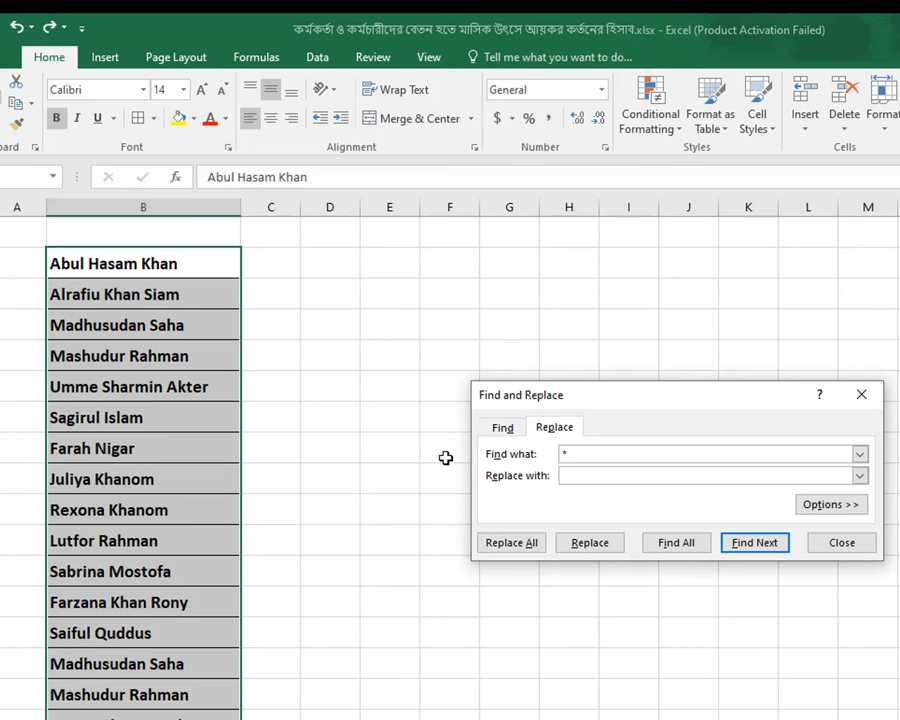 কর্মকর্তা ও কর্মচারীদের বেতন হতে মাসিক উৎসে আয়কর কর্তনের হিসাব.xlsx - Excel (Product Activation Failed)
Home Insert Page Layout Formulas Data Review View Tell me what you want to do...
Calibri 14 A A Wrap Text General Conditional Format as Cell Insert Delete Format
B I U A Merge & Center $ % , .00 Formatting Table Styles
ard Font Alignment Number Styles Cells
fx Abul Hasam Khan
A B C D E F G H I J K L M
Abul Hasam Khan
Alrafiu Khan Siam
Madhusudan Saha
Mashudur Rahman
Umme Sharmin Akter
Sagirul Islam
Farah Nigar
Juliya Khanom
Rexona Khanom
Lutfor Rahman
Sabrina Mostofa
Farzana Khan Rony
Saiful Quddus
Madhusudan Saha
Mashudur Rahman
Find and Replace ?
Find Replace
Find what: *
Replace with:
Options >>
Replace All Replace Find All Find Next Close